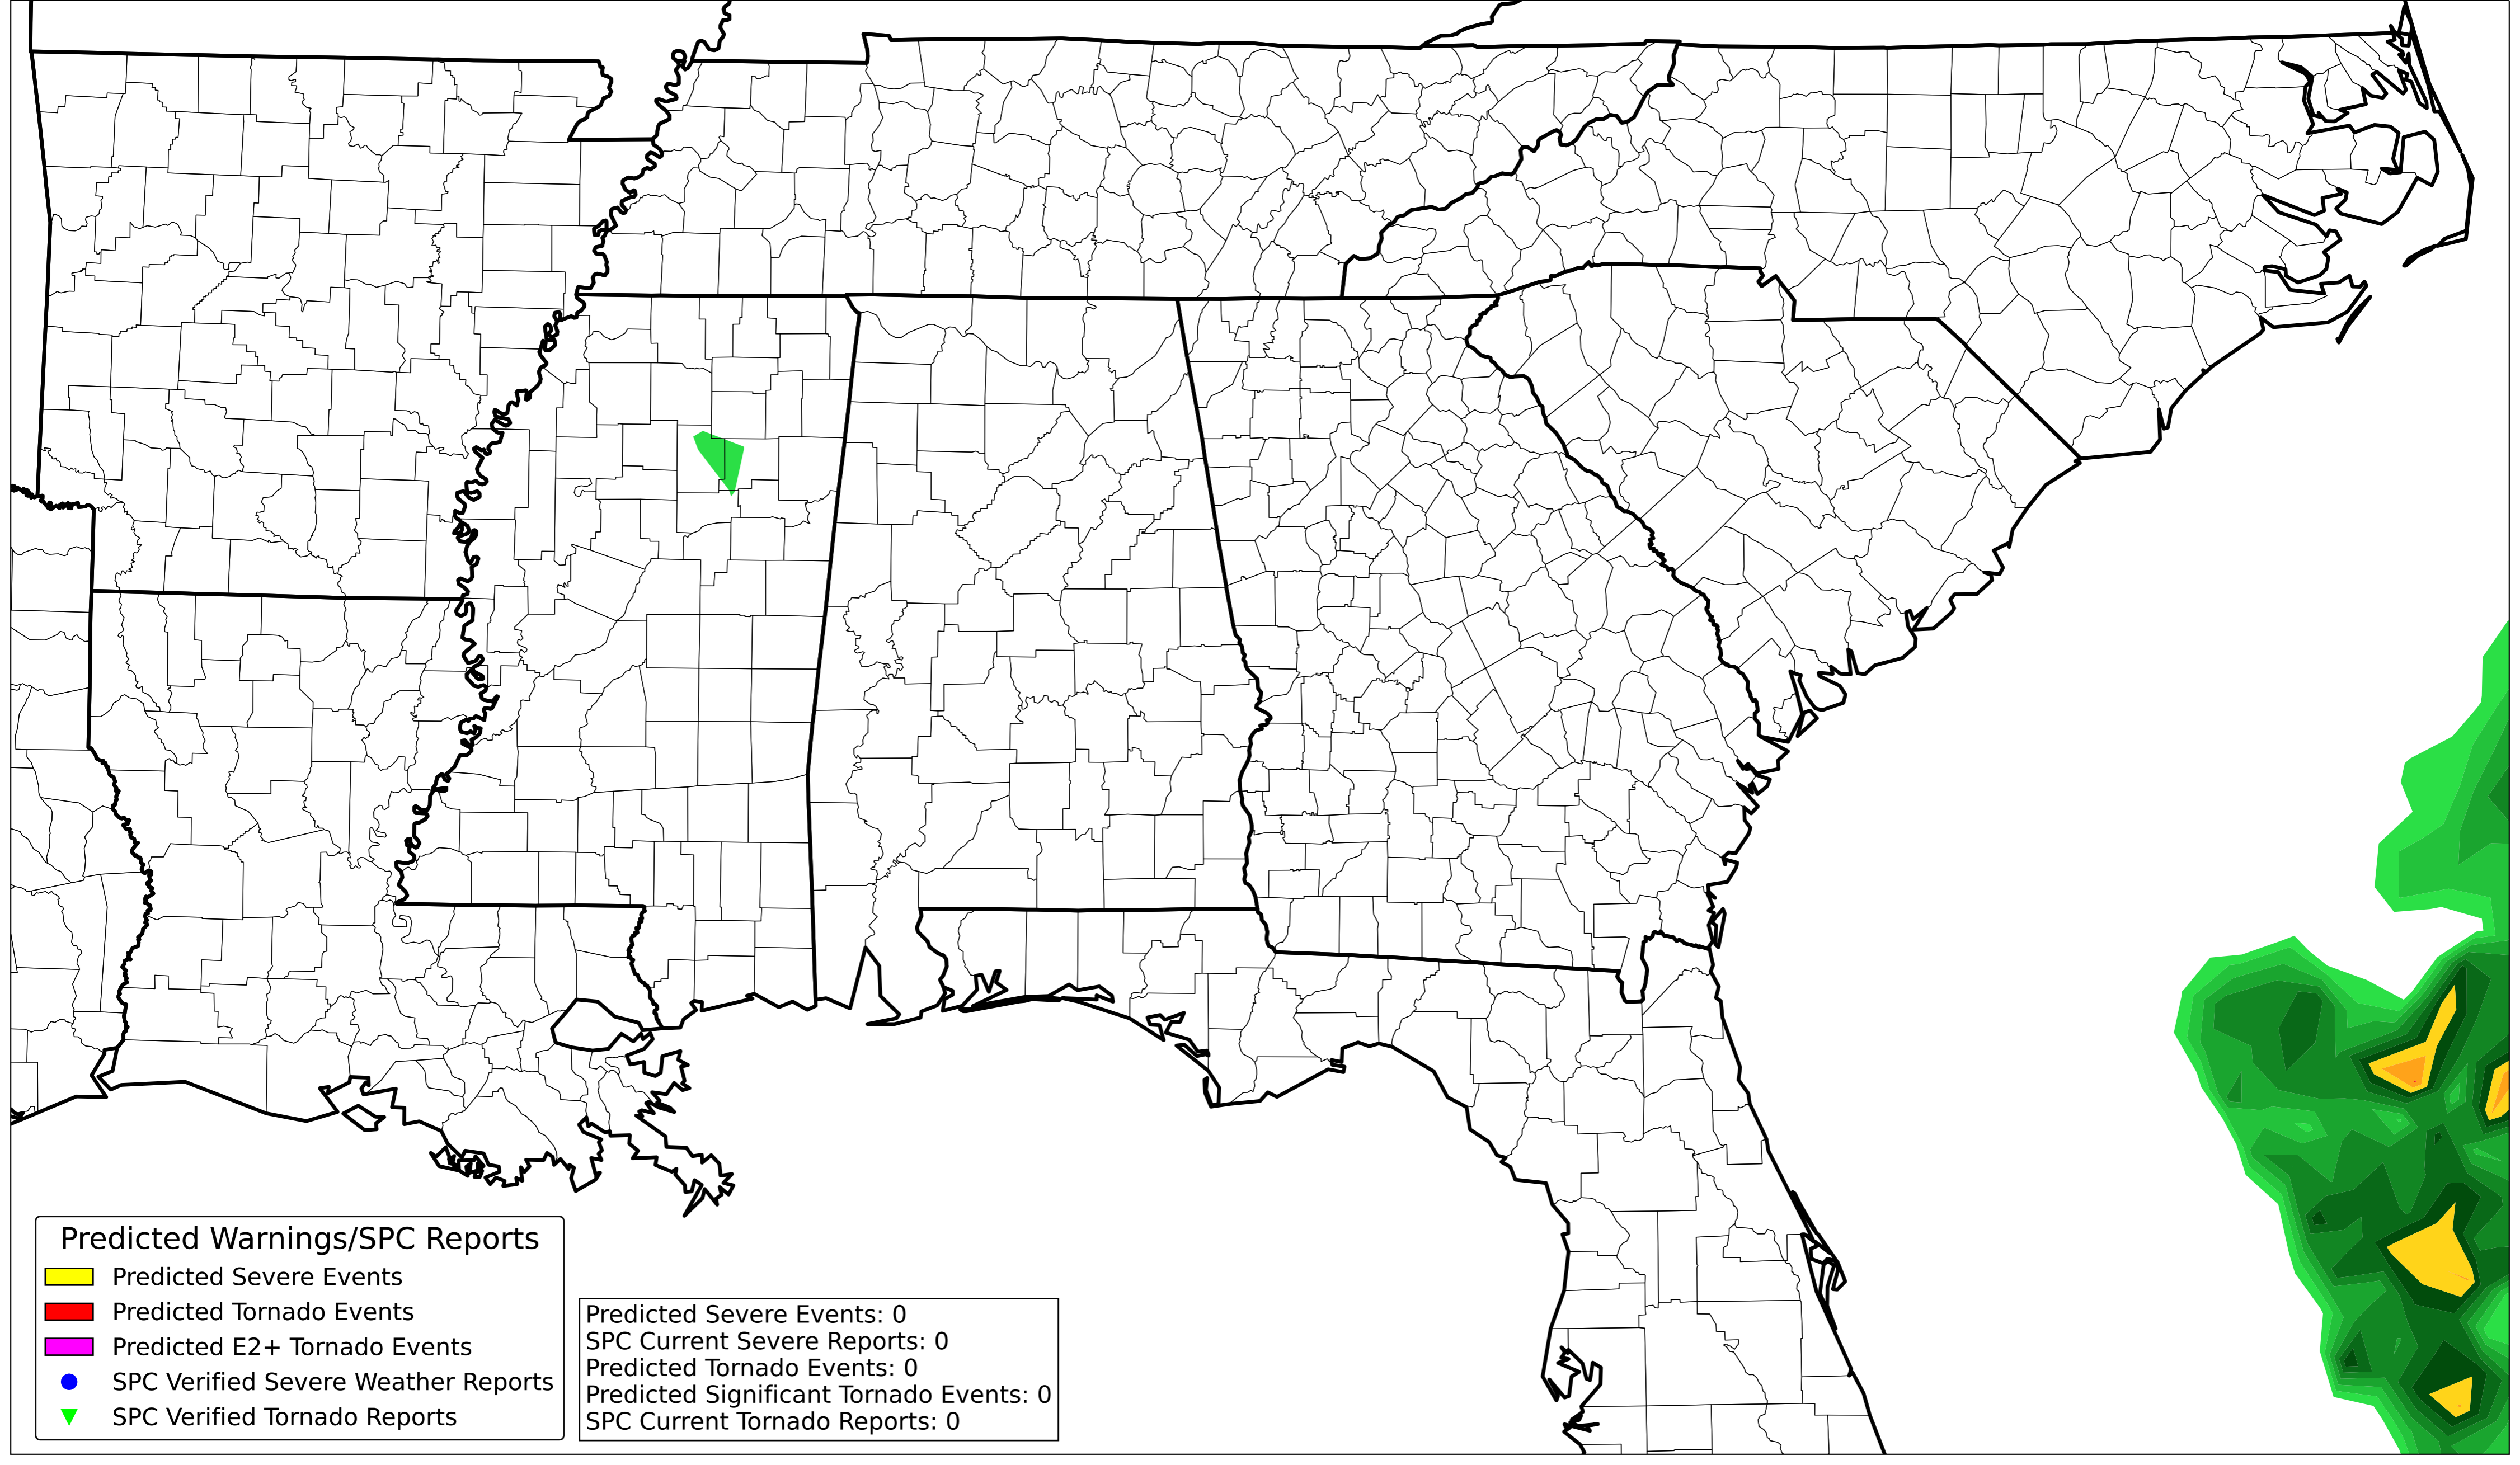 Predicted Warnings/SPC Reports
Predicted Severe Events
Predicted Tornado Events
Predicted E2+ Tornado Events
SPC Verified Severe Weather Reports
SPC Verified Tornado Reports
Predicted Severe Events: 0
SPC Current Severe Reports: 0
Predicted Tornado Events: 0
Predicted Significant Tornado Events: 0
SPC Current Tornado Reports: 0